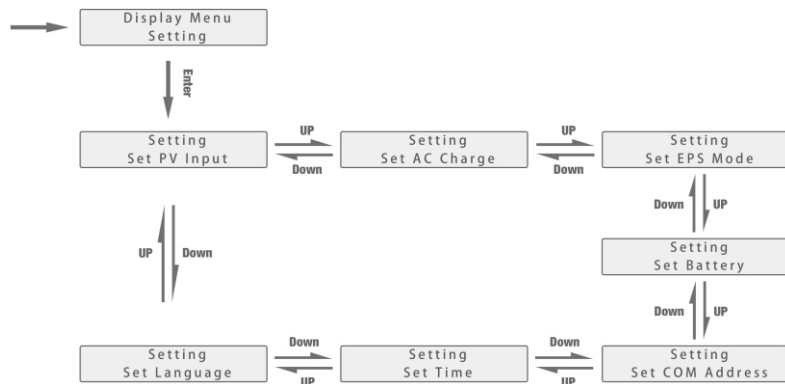 Display Menu
Setting
Enter
Setting
Set PV Input
UP
Down
Setting
Set AC Charge
UP
Down
Setting
Set EPS Mode
Down
UP
UP
Down
Setting
Set Battery
Down
UP
Setting
Set Language
Down
UP
Setting
Set Time
Down
UP
Setting
Set COM Address